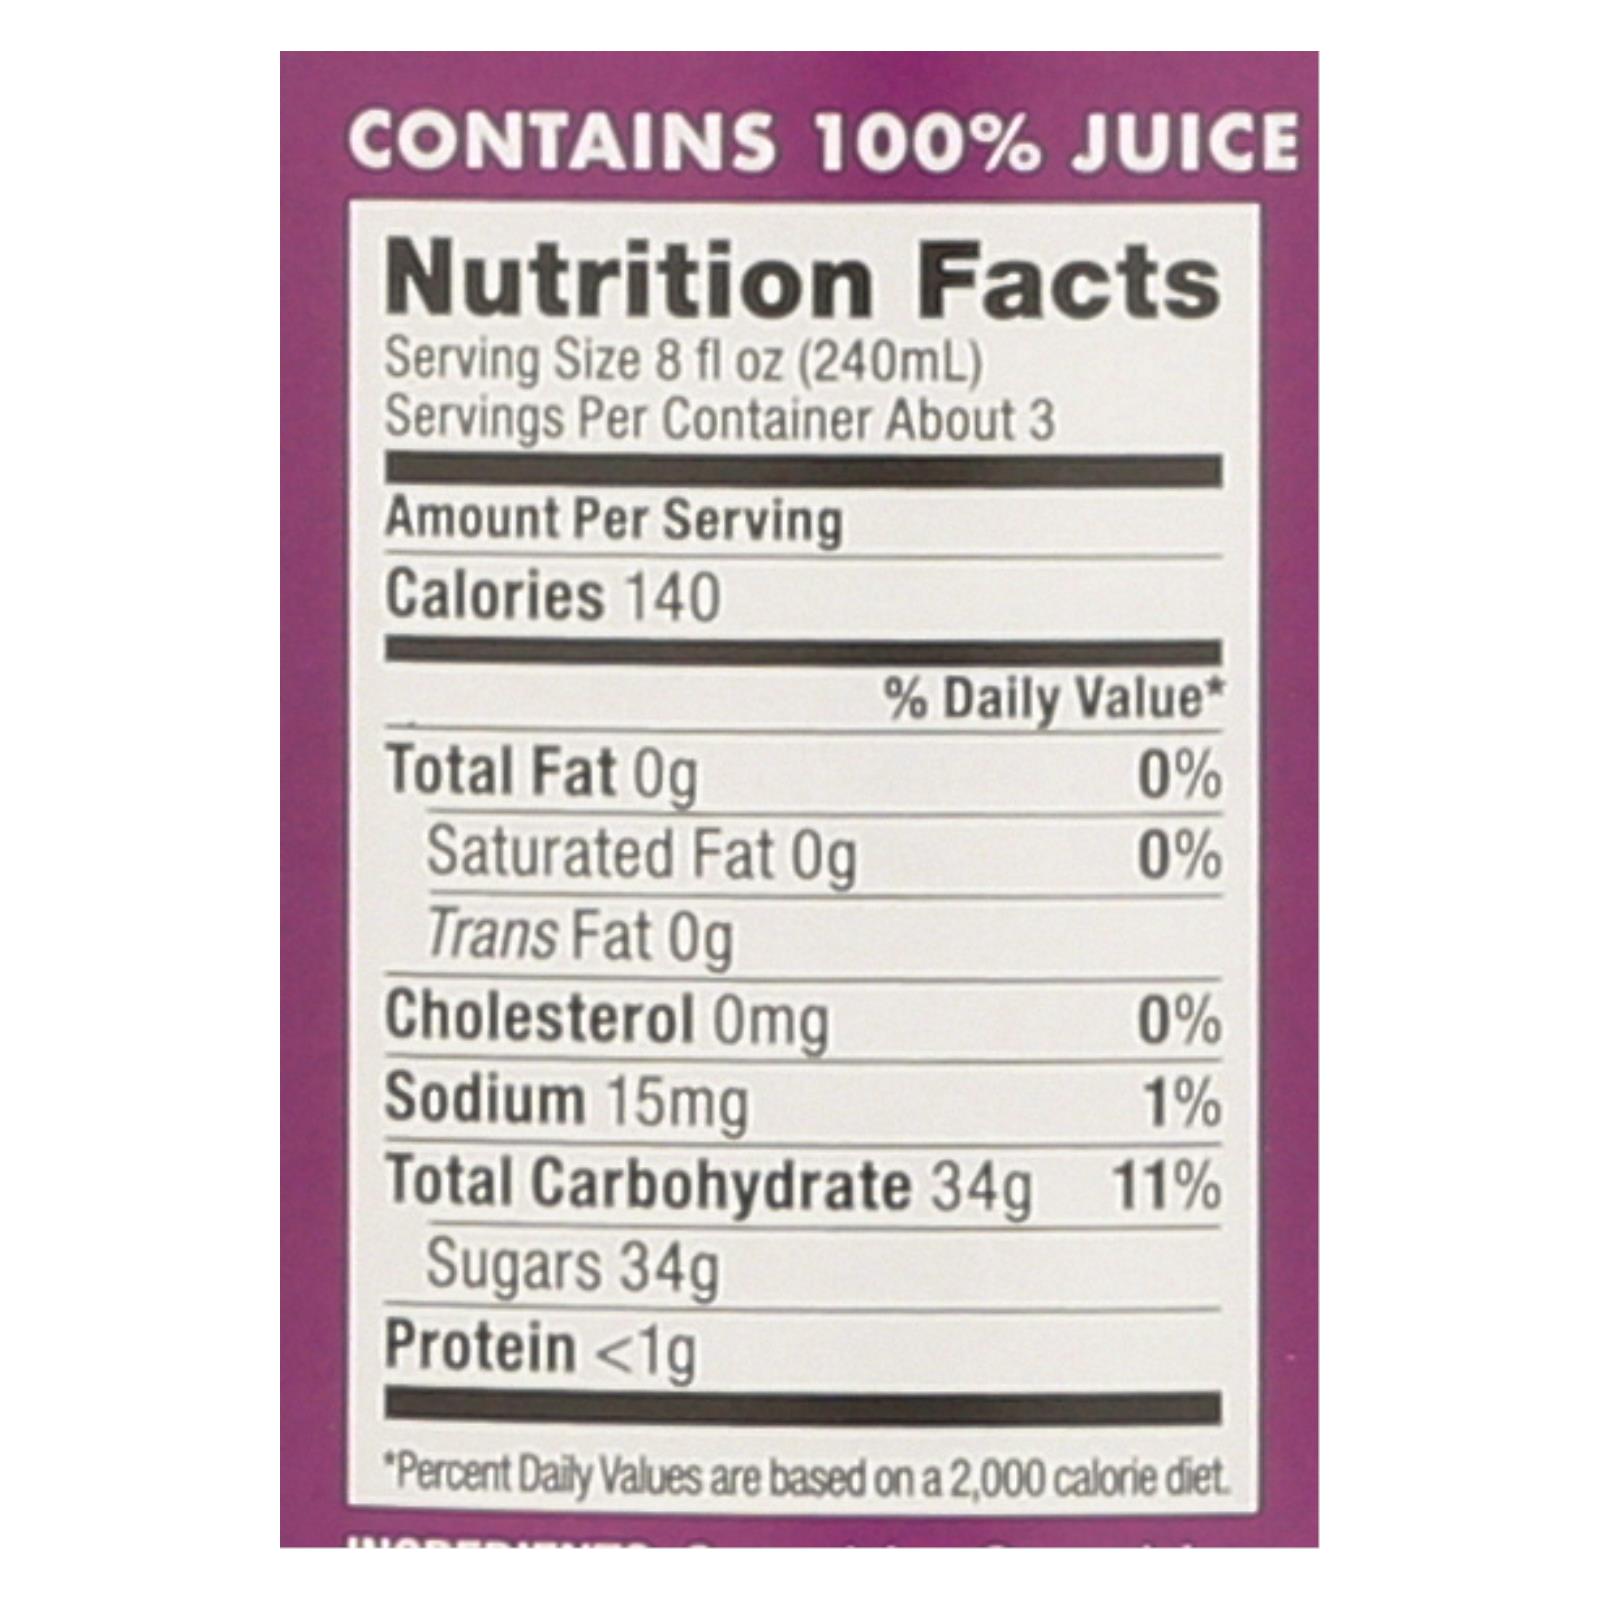 CONTAINS 100% JUICE
Nutrition Facts
Serving Size 8 fl oz (240mL)
Servings Per Container About 3
Amount Per Serving
Calories 140
% Daily Value*
Total Fat 0g 0%
Saturated Fat 0g 0%
Trans Fat 0g
Cholesterol 0mg 0%
Sodium 15mg 1%
Total Carbohydrate 34g 11%
Sugars 34g
Protein <1g
*Percent Daily Values are based on a 2,000 calorie diet.